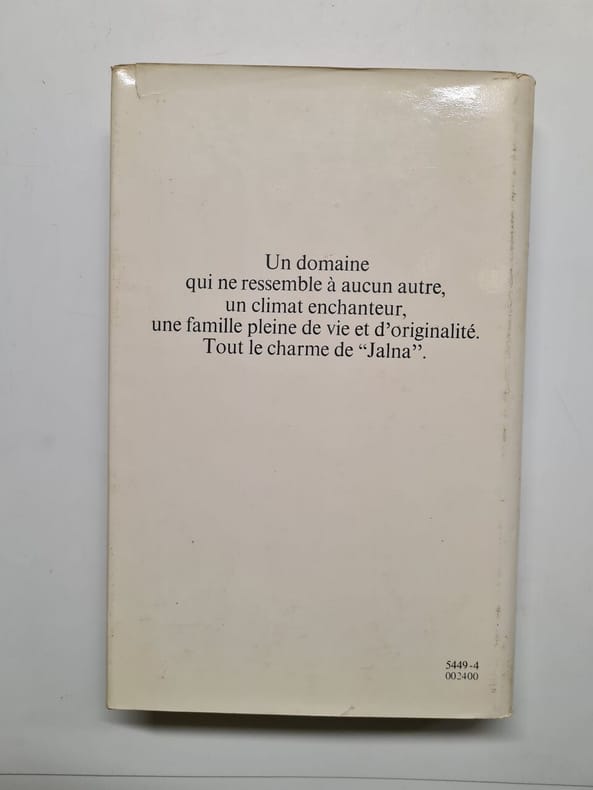 Un domaine
qui ne ressemble à aucun autre,
un climat enchanteur,
une famille pleine de vie et d'originalité.
Tout le charme de “Jalna”.
5449-4
002400